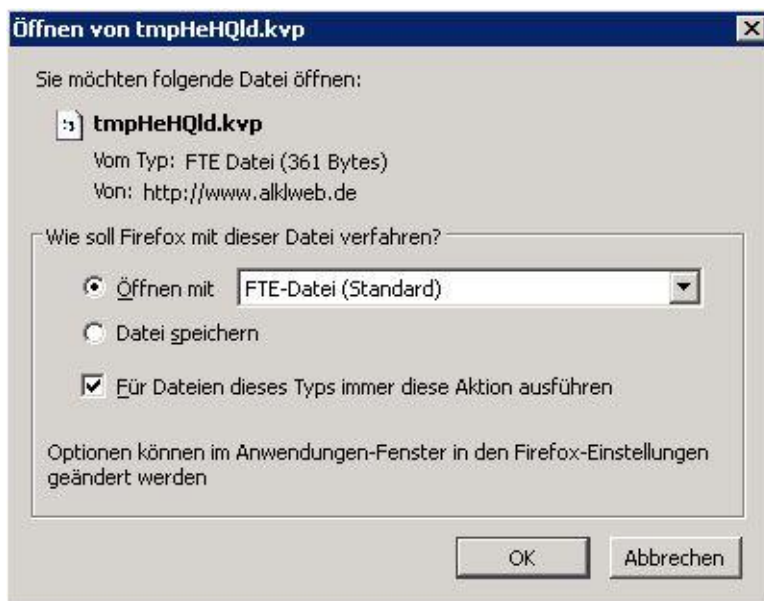 Öffnen von tmpHeHQld.kvp
Sie möchten folgende Datei öffnen:
tmpHeHQld.kvp
Vom Typ: FTE Datei (361 Bytes)
Von: http://www.alklweb.de
Wie soll Firefox mit dieser Datei verfahren?
Öffnen mit FTE-Datei (Standard)
Datei speichern
Für Dateien dieses Typs immer diese Aktion ausführen
Optionen können im Anwendungen-Fenster in den Firefox-Einstellungen
geändert werden
OK Abbrechen